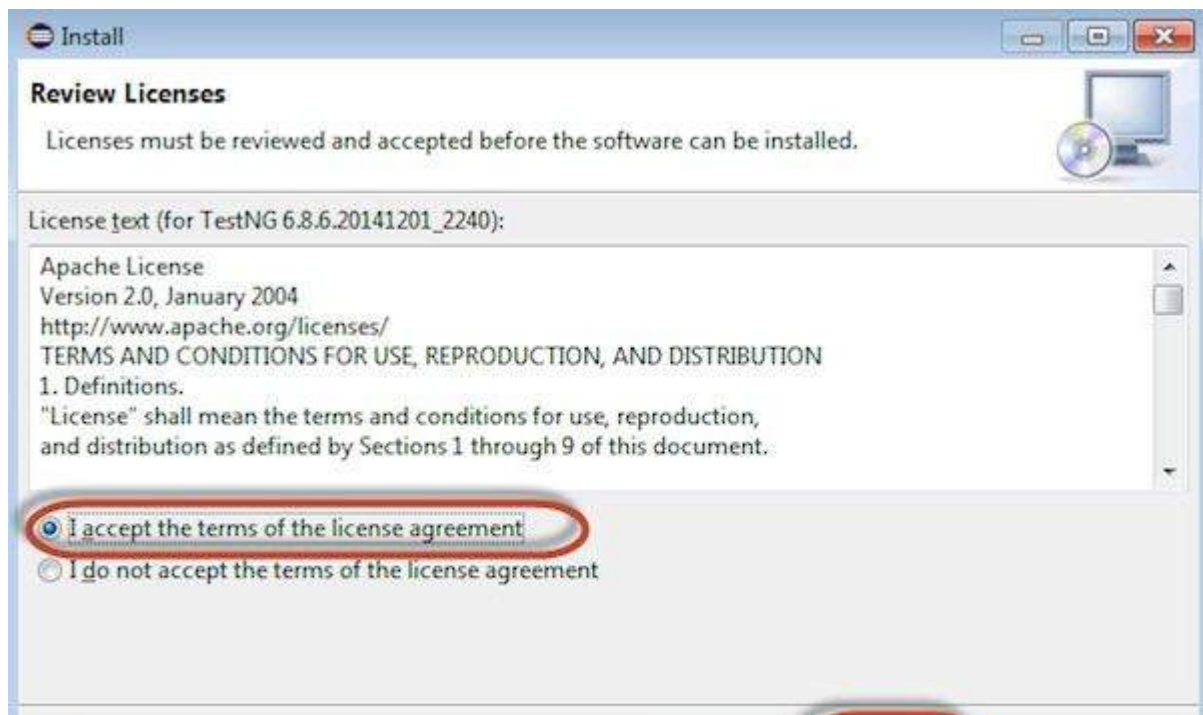 Install
Review Licenses
Licenses must be reviewed and accepted before the software can be installed.
License text (for TestNG 6.8.6.20141201_2240):
Apache License
Version 2.0, January 2004
http://www.apache.org/licenses/
TERMS AND CONDITIONS FOR USE, REPRODUCTION, AND DISTRIBUTION
1. Definitions.
"License" shall mean the terms and conditions for use, reproduction,
and distribution as defined by Sections 1 through 9 of this document.
I accept the terms of the license agreement
I do not accept the terms of the license agreement